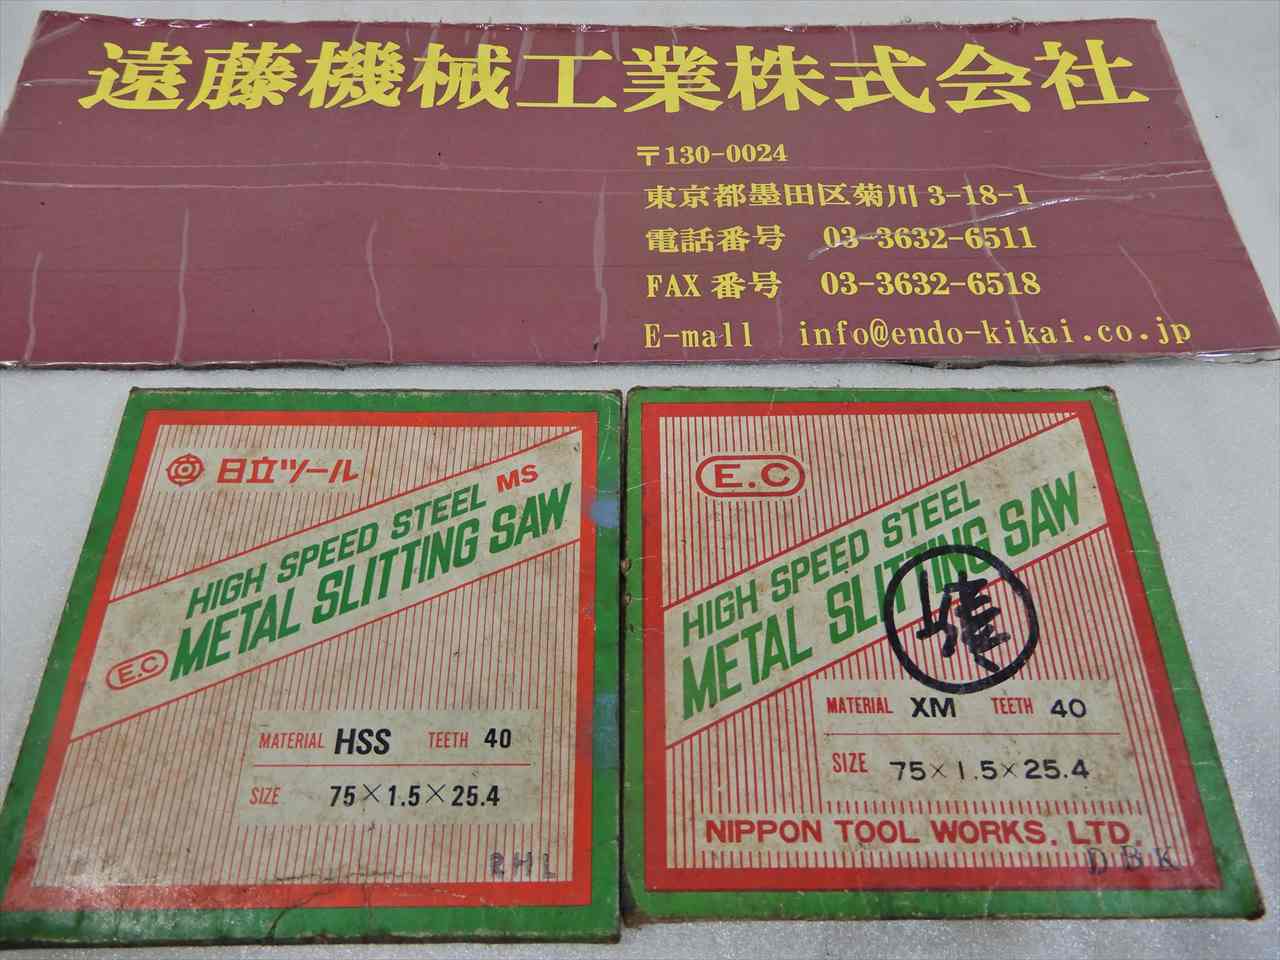 遠藤機械工業株式会社
〒130-0024
東京都墨田区菊川 3-18-1
電話番号 03-3632-6511
FAX 番号 03-3632-6518
E-mall info@endo-kikai.co.jp
日立ツール
HIGH SPEED STEEL MS
METAL SLITTING SAW
E.C
MATERIAL HSS TEETH 40
SIZE 75×1.5×25.4
RHL
E.C
HIGH SPEED STEEL
METAL SLITTING SAW
遠
MATERIAL XM TEETH 40
SIZE 75×1.5×25.4
NIPPON TOOL WORKS, LTD.
DBK